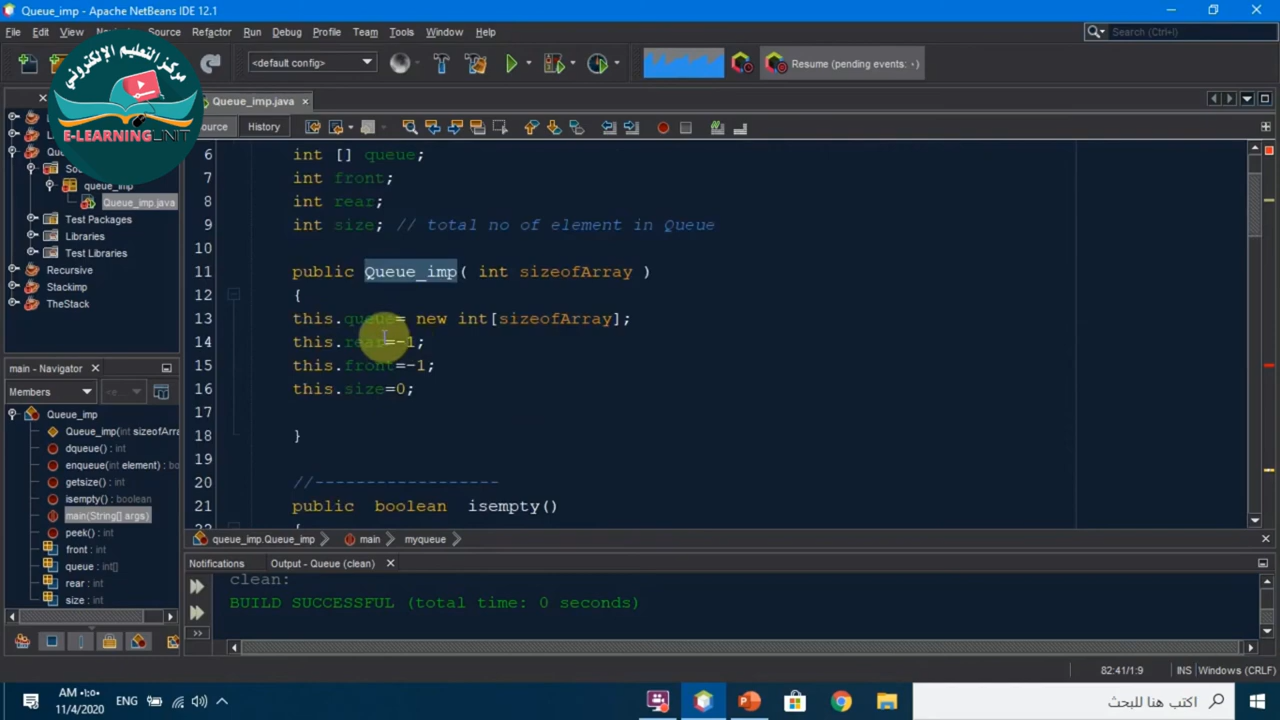 Queue_imp - Apache NetBeans IDE 12.1
File Edit View Source Refactor Run Debug Profile Team Tools Window Help
Search (Ctrl+I)
<default config>
Resume (pending events: ٠)
مركز التعليم الإلكتروني
E-LEARNING UNIT
Queue_imp.java
History
6 int [] queue;
7 int front;
8 int rear;
9 int size; // total no of element in Queue
10
11 public Queue_imp( int sizeofArray )
12 {
13 this.queue= new int[sizeofArray];
14 this.rear=-1;
15 this.front=-1;
16 this.size=0;
17
18 }
19
20 //------------------
21 public boolean isempty()
queue_imp
Queue_imp.java
Test Packages
Libraries
Test Libraries
Recursive
Stackimp
TheStack
main - Navigator
Members
Queue_imp
Queue_imp(int sizeofArra
dqueue() : int
enqueue(int element) : bo
getsize() : int
isempty() : boolean
main(String[] args)
peek() : int
front : int
queue : int[]
rear : int
size : int
queue_imp.Queue_imp main myqueue
Notifications Output - Queue (clean)
clean:
BUILD SUCCESSFUL (total time: 0 seconds)
82:41/1:9 INS Windows (CRLF)
AM ٠١:٥٠
11/4/2020
ENG
اكتب هنا للبحث